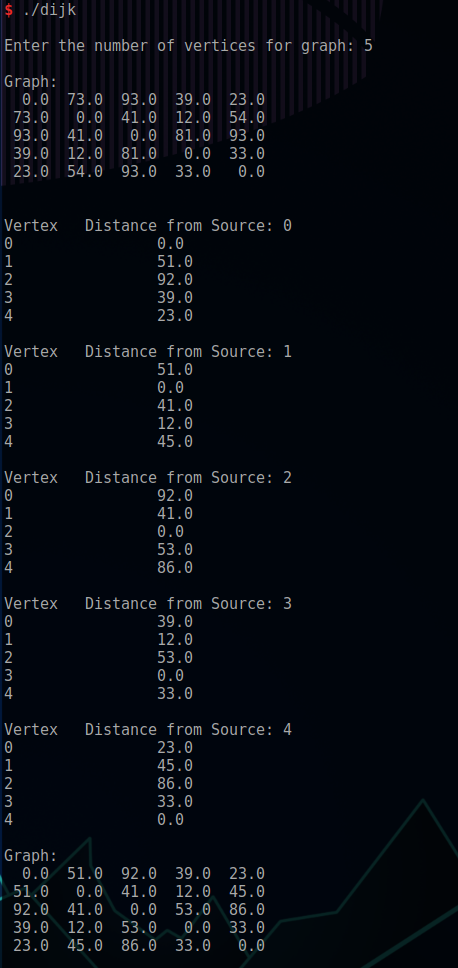 $ ./dijk
Enter the number of vertices for graph: 5
Graph:
  0.0  73.0  93.0  39.0  23.0
 73.0   0.0  41.0  12.0  54.0
 93.0  41.0   0.0  81.0  93.0
 39.0  12.0  81.0   0.0  33.0
 23.0  54.0  93.0  33.0   0.0
Vertex   Distance from Source: 0
0                0.0
1                51.0
2                92.0
3                39.0
4                23.0
Vertex   Distance from Source: 1
0                51.0
1                0.0
2                41.0
3                12.0
4                45.0
Vertex   Distance from Source: 2
0                92.0
1                41.0
2                0.0
3                53.0
4                86.0
Vertex   Distance from Source: 3
0                39.0
1                12.0
2                53.0
3                0.0
4                33.0
Vertex   Distance from Source: 4
0                23.0
1                45.0
2                86.0
3                33.0
4                0.0
Graph:
  0.0  51.0  92.0  39.0  23.0
 51.0   0.0  41.0  12.0  45.0
 92.0  41.0   0.0  53.0  86.0
 39.0  12.0  53.0   0.0  33.0
 23.0  45.0  86.0  33.0   0.0